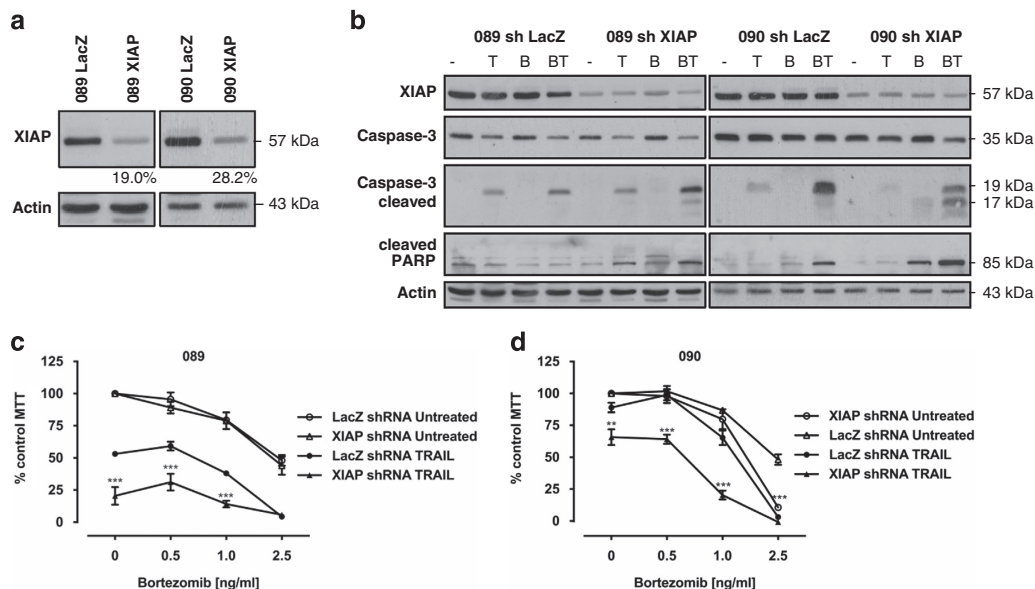 a
089 LacZ
089 XIAP
090 LacZ
090 XIAP
XIAP
57 kDa
19.0%
28.2%
Actin
43 kDa
b
089 sh LacZ 089 sh XIAP 090 sh LacZ 090 sh XIAP
- T B BT - T B BT - T B BT - T B BT
XIAP
57 kDa
Caspase-3
35 kDa
Caspase-3
cleaved
19 kDa
17 kDa
cleaved
PARP
85 kDa
Actin
43 kDa
c
089
125
100
75
50
25
0
% control MTT
*** *** ***
0 0.5 1.0 2.5
Bortezomib [ng/ml]
LacZ shRNA Untreated
XIAP shRNA Untreated
LacZ shRNA TRAIL
XIAP shRNA TRAIL
d
090
125
100
75
50
25
0
% control MTT
** *** *** ***
0 0.5 1.0 2.5
Bortezomib [ng/ml]
XIAP shRNA Untreated
LacZ shRNA Untreated
LacZ shRNA TRAIL
XIAP shRNA TRAIL